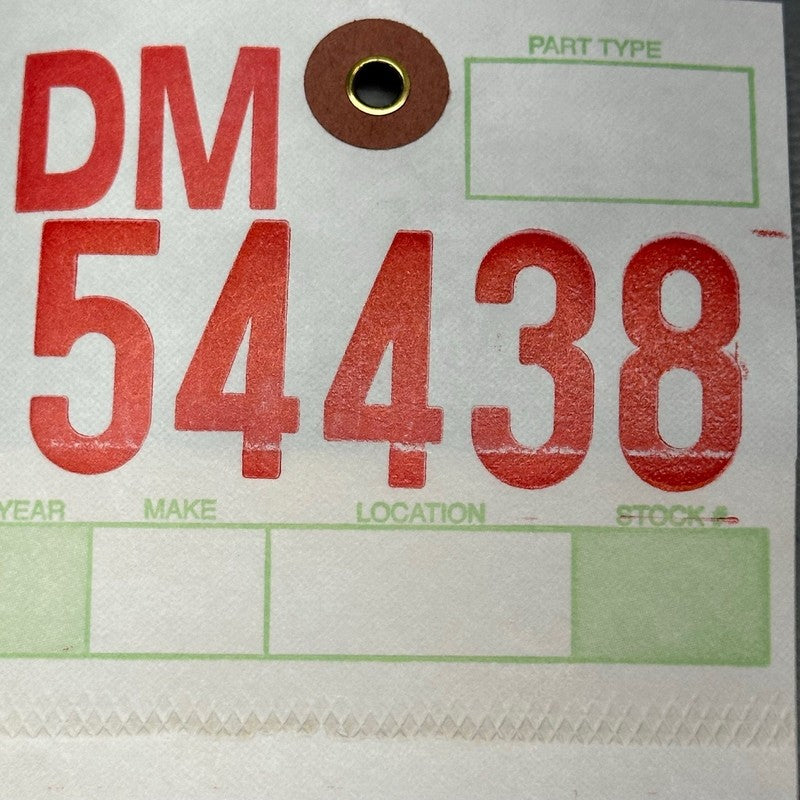 DM
PART TYPE
54438
YEAR MAKE LOCATION STOCK #